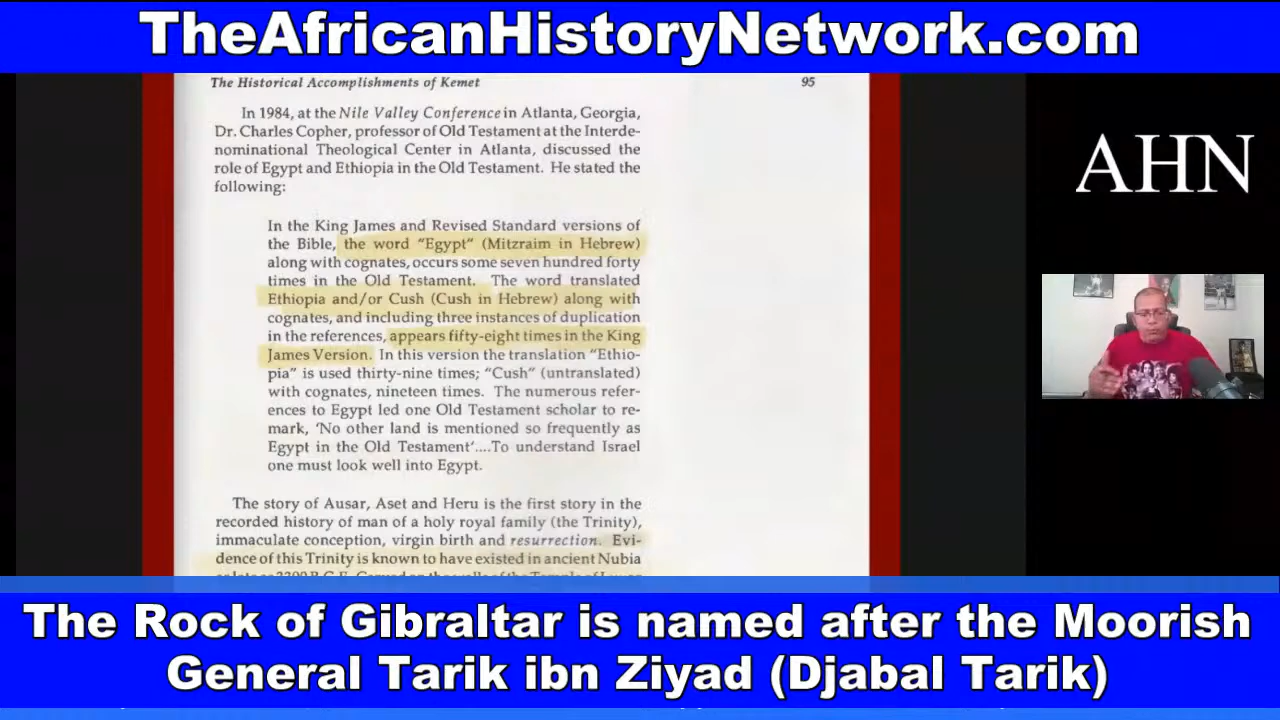 TheAfricanHistoryNetwork.com
The Historical Accomplishments of Kemet 95
In 1984, at the Nile Valley Conference in Atlanta, Georgia,
Dr. Charles Copher, professor of Old Testament at the Interde-
nominational Theological Center in Atlanta, discussed the
role of Egypt and Ethiopia in the Old Testament. He stated the
following:
In the King James and Revised Standard versions of
the Bible, the word "Egypt" (Mitzraim in Hebrew)
along with cognates, occurs some seven hundred forty
times in the Old Testament. The word translated
Ethiopia and/or Cush (Cush in Hebrew) along with
cognates, and including three instances of duplication
in the references, appears fifty-eight times in the King
James Version. In this version the translation "Ethio-
pia" is used thirty-nine times; "Cush" (untranslated)
with cognates, nineteen times. The numerous refer-
ences to Egypt led one Old Testament scholar to re-
mark, 'No other land is mentioned so frequently as
Egypt in the Old Testament'....To understand Israel
one must look well into Egypt.
The story of Ausar, Aset and Heru is the first story in the
recorded history of man of a holy royal family (the Trinity),
immaculate conception, virgin birth and resurrection. Evi-
dence of this Trinity is known to have existed in ancient Nubia
AHN
The Rock of Gibraltar is named after the Moorish
General Tarik ibn Ziyad (Djabal Tarik)